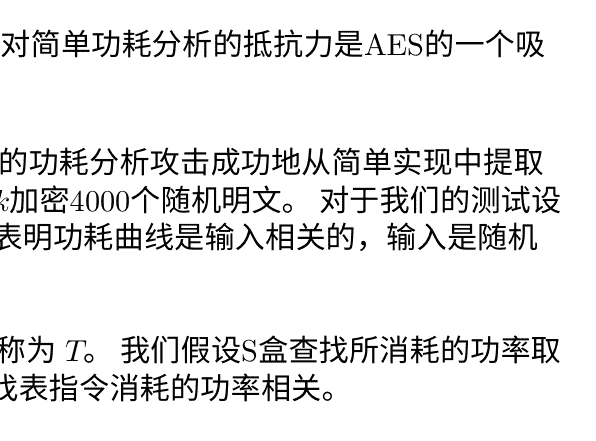 对简单功耗分析的抵抗力是AES的一个吸
的功耗分析攻击成功地从简单实现中提取
k加密4000个随机明文。 对于我们的测试设
表明功耗曲线是输入相关的，输入是随机
称为 T。 我们假设S盒查找所消耗的功率取
找表指令消耗的功率相关。